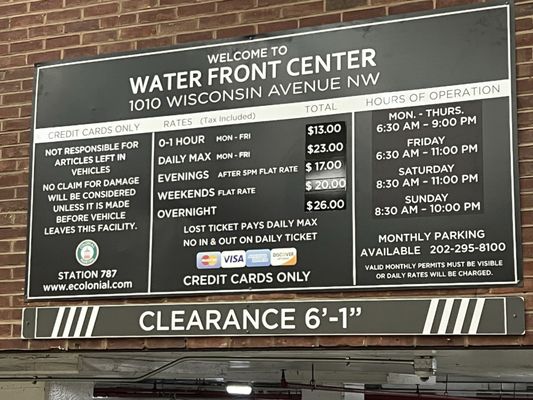 WELCOME TO
WATER FRONT CENTER
1010 WISCONSIN AVENUE NW
CREDIT CARDS ONLY
NOT RESPONSIBLE FOR
ARTICLES LEFT IN
VEHICLES
NO CLAIM FOR DAMAGE
WILL BE CONSIDERED
UNLESS IT IS MADE
BEFORE VEHICLE
LEAVES THIS FACILITY.
STATION 787
www.ecolonial.com
RATES (Tax Included) TOTAL
0-1 HOUR MON - FRI $13.00
DAILY MAX MON - FRI $23.00
EVENINGS AFTER 5PM FLAT RATE $17.00
WEEKENDS FLAT RATE $20.00
OVERNIGHT $26.00
LOST TICKET PAYS DAILY MAX
NO IN & OUT ON DAILY TICKET
MasterCard VISA DISCOVER
CREDIT CARDS ONLY
HOURS OF OPERATION
MON. - THURS.
6:30 AM – 9:00 PM
FRIDAY
6:30 AM – 11:00 PM
SATURDAY
8:30 AM - 11:00 PM
SUNDAY
8:30 AM - 10:00 PM
MONTHLY PARKING
AVAILABLE 202-295-8100
VALID MONTHLY PERMITS MUST BE VISIBLE
OR DAILY RATES WILL BE CHARGED.
CLEARANCE 6'-1"